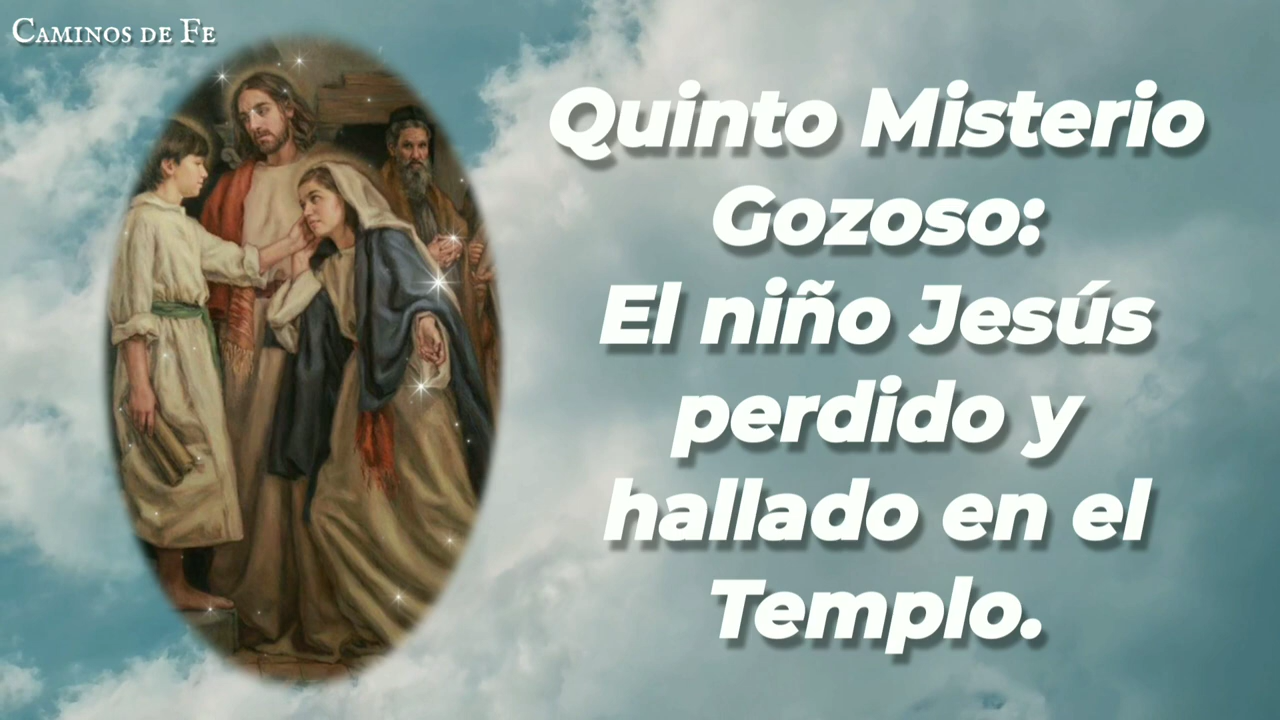 Caminos de Fe
Quinto Misterio
Gozoso:
El niño Jesús
perdido y
hallado en el
Templo.